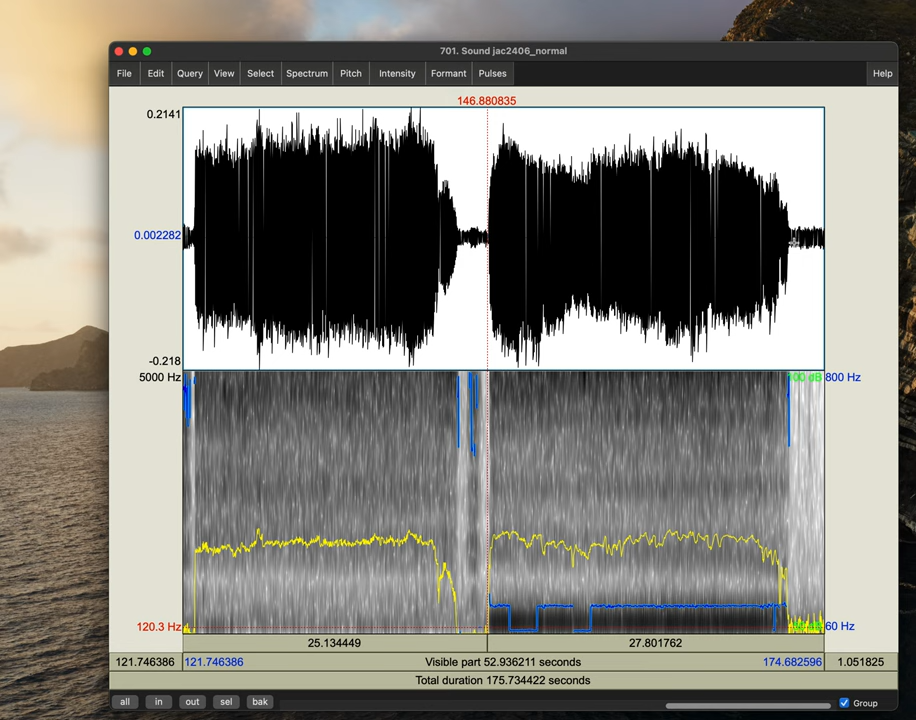 701. Sound jac2406_normal
File Edit Query View Select Spectrum Pitch Intensity Formant Pulses Help
146.880835
0.2141
0.002282
-0.218
5000 Hz 100 dB 800 Hz
120.3 Hz 60 Hz
25.134449 27.801762
121.746386 121.746386 Visible part 52.936211 seconds 174.682596 1.051825
Total duration 175.734422 seconds
all in out sel bak Group